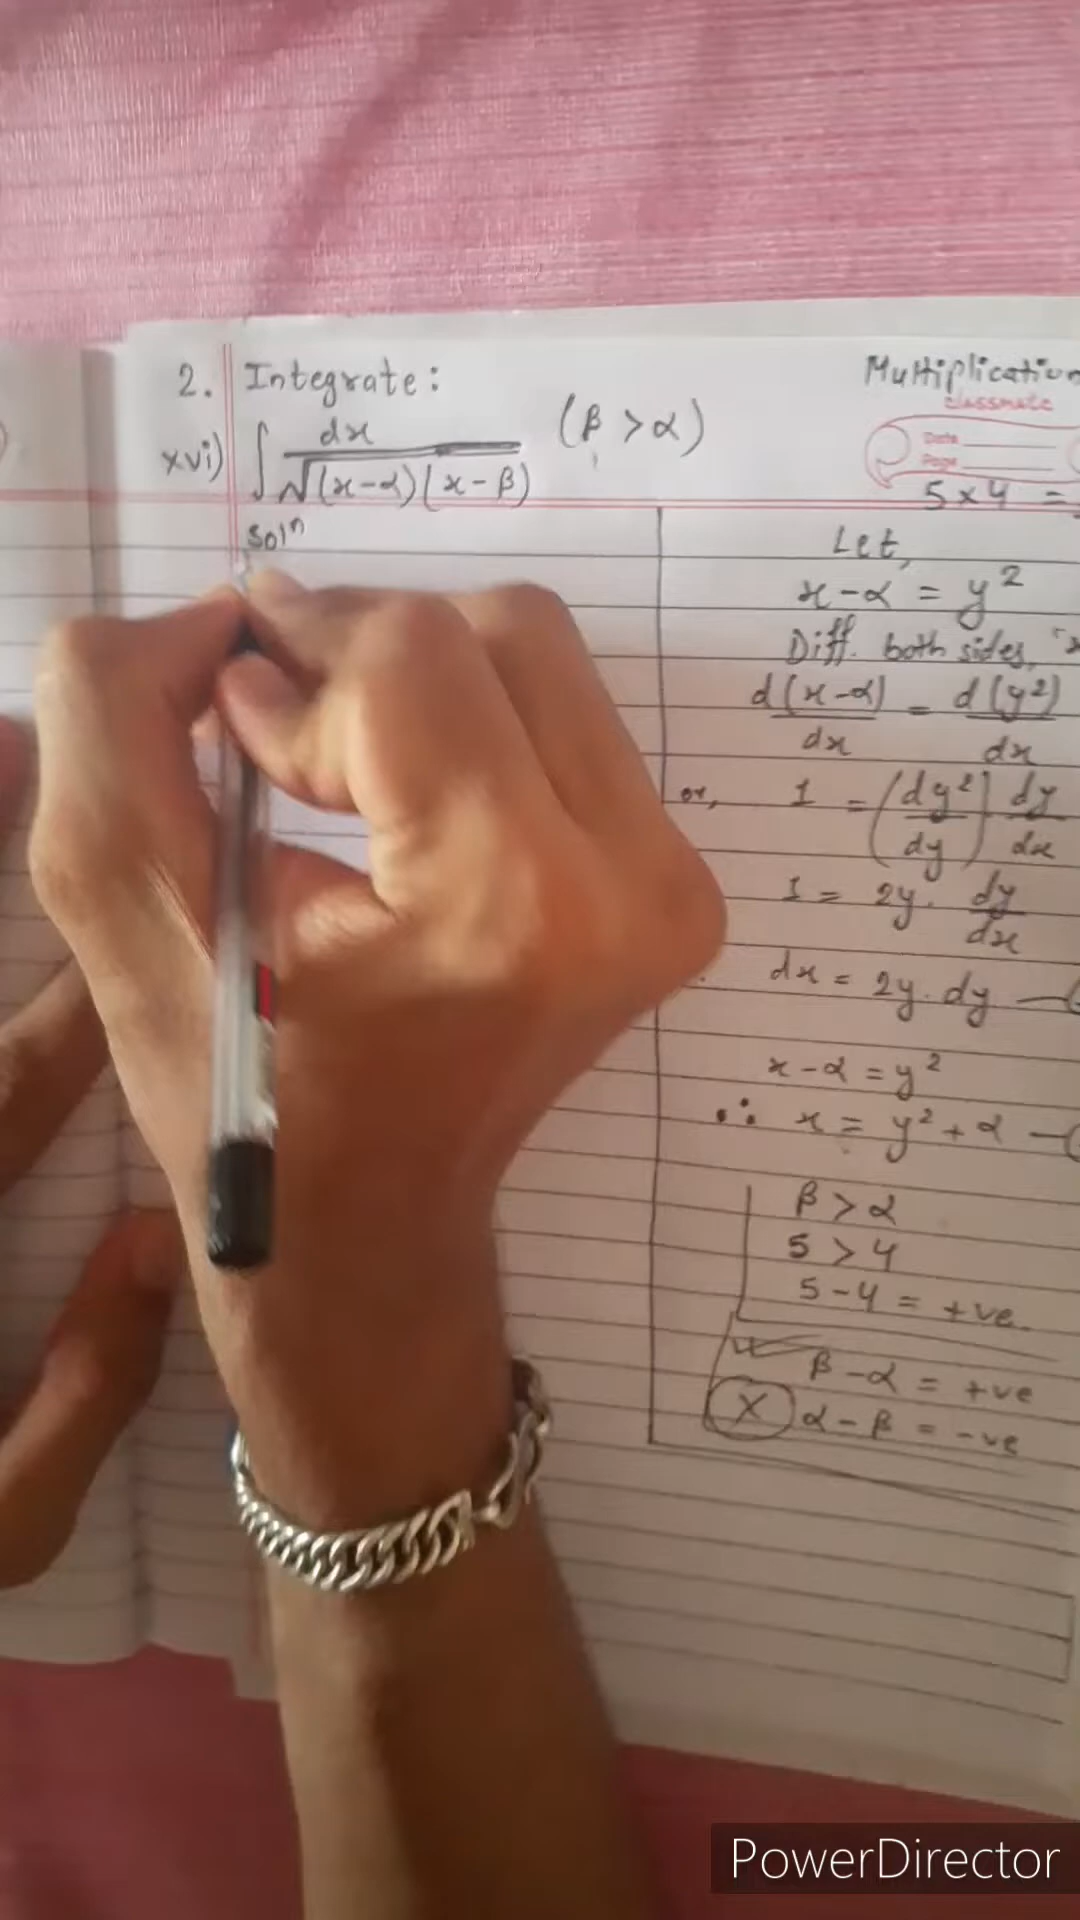 2. Integrate:
xvi) ∫ dx / √(x-α)(x-β) (β > α)
Soln
Multiplication
classmate
Date
Page
5 x 4 =
Let,
x-α = y²
Diff. both sides,
d(x-α)/dx = d(y²)/dx
or, 1 = (dy²/dy) dy/dx
1 = 2y. dy/dx
dx = 2y. dy —
x-α = y²
∴ x = y² + α —
β > α
5 > 4
5-4 = +ve.
β-α = +ve
X α-β = -ve
PowerDirector